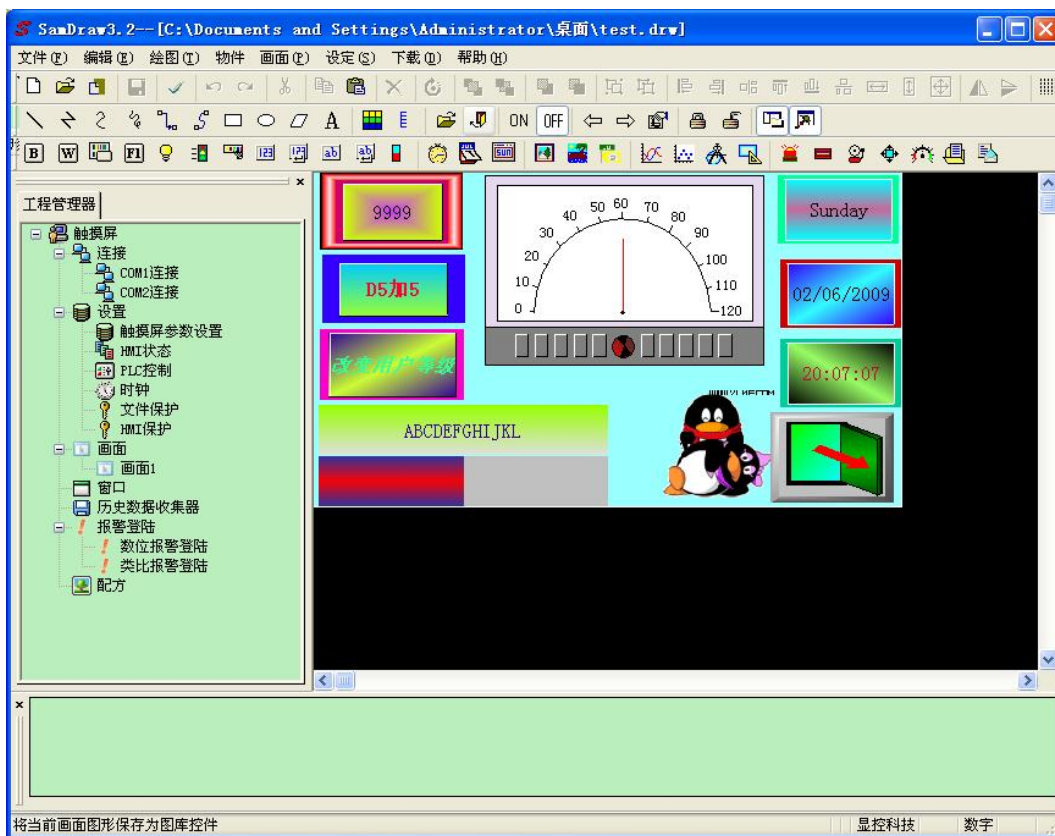 SamDraw3.2--[C:\Documents and Settings\Administrator\桌面\test.drw]
文件(F) 编辑(E) 绘图(T) 物件 画面(P) 设定(S) 下载(D) 帮助(H)
A ON OFF
B W F1 123 123 ab ab SUN
工程管理器
触摸屏
连接
COM1连接
COM2连接
设置
触摸屏参数设置
HMI状态
PLC控制
时钟
文件保护
HMI保护
画面
画面1
窗口
历史数据收集器
报警登陆
数位报警登陆
类比报警登陆
配方
9999
D5加5
改变用户等级
ABCDEFGHIJKL
0 10 20 30 40 50 60 70 80 90 100 110 120
Sunday
02/06/2009
20:07:07
将当前画面图形保存为图库控件
显控科技 数字